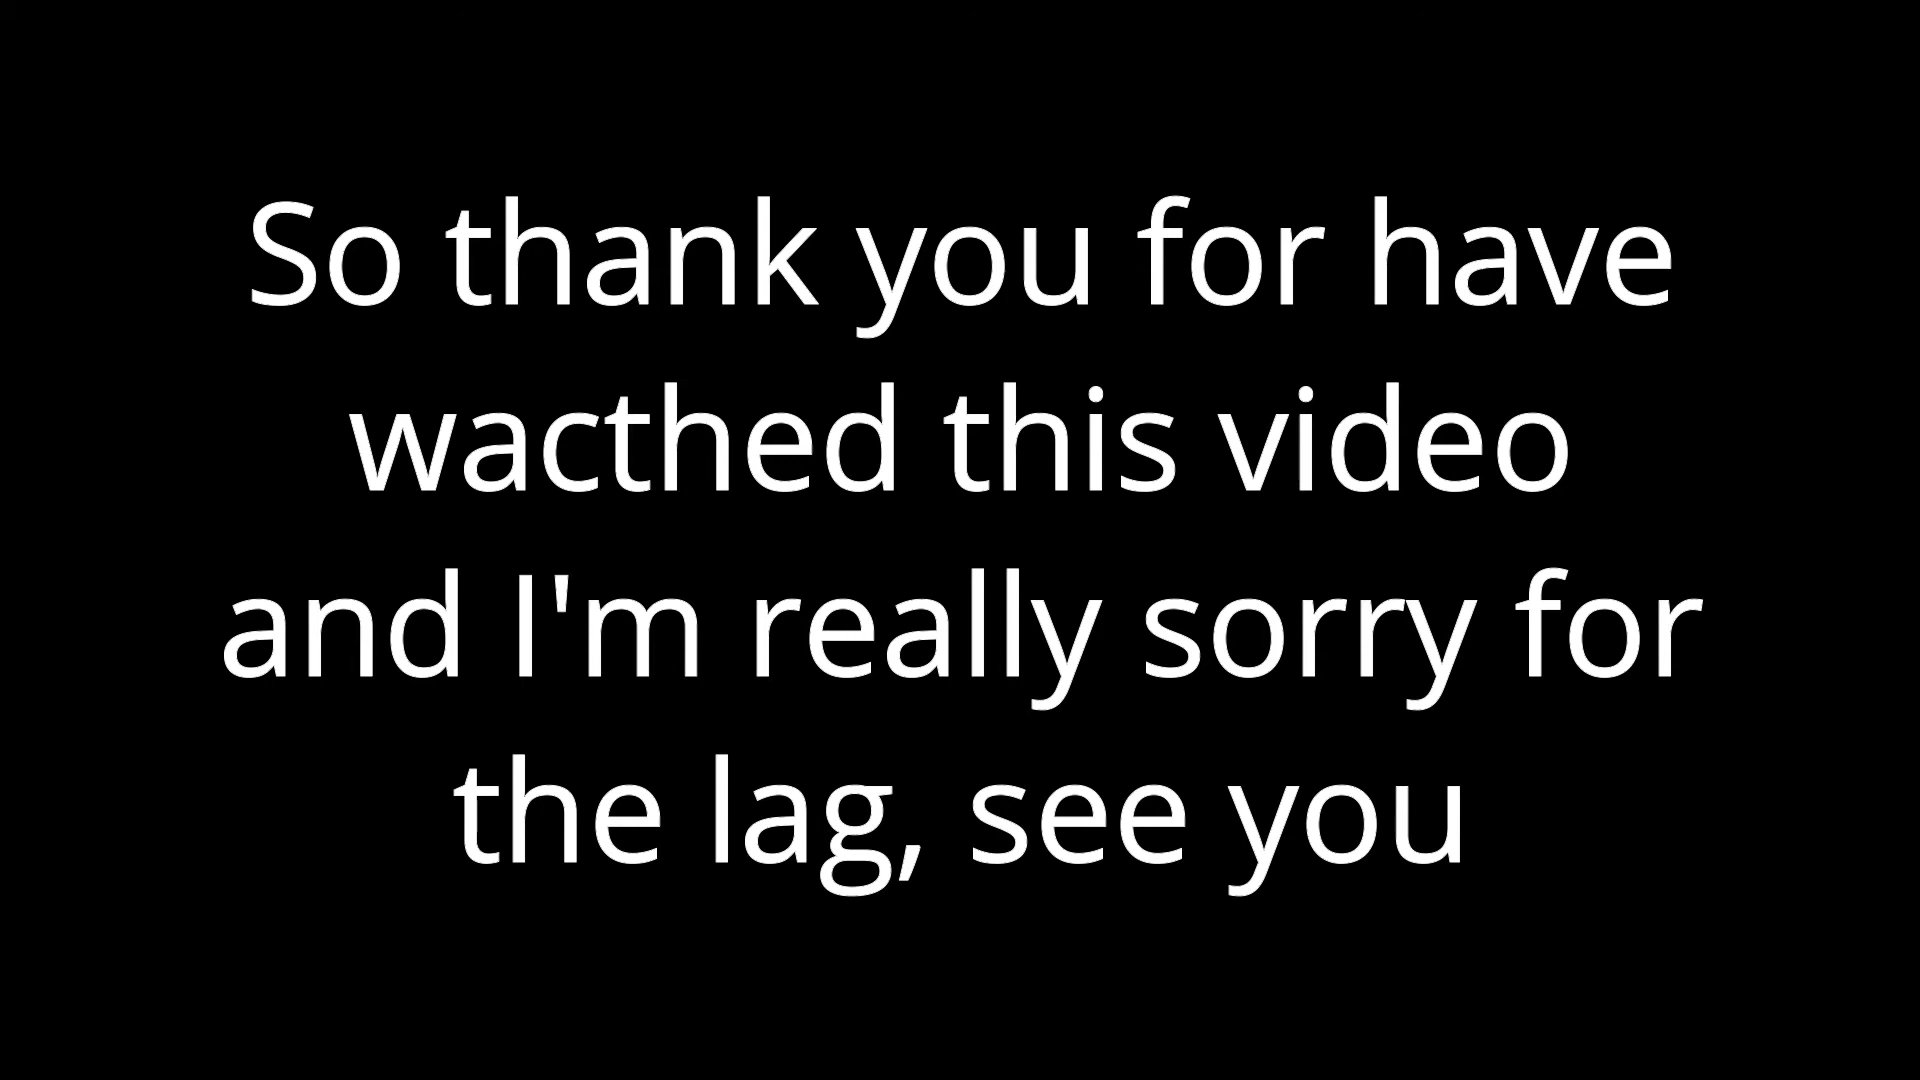 So thank you for have
wacthed this video
and I'm really sorry for
the lag, see you